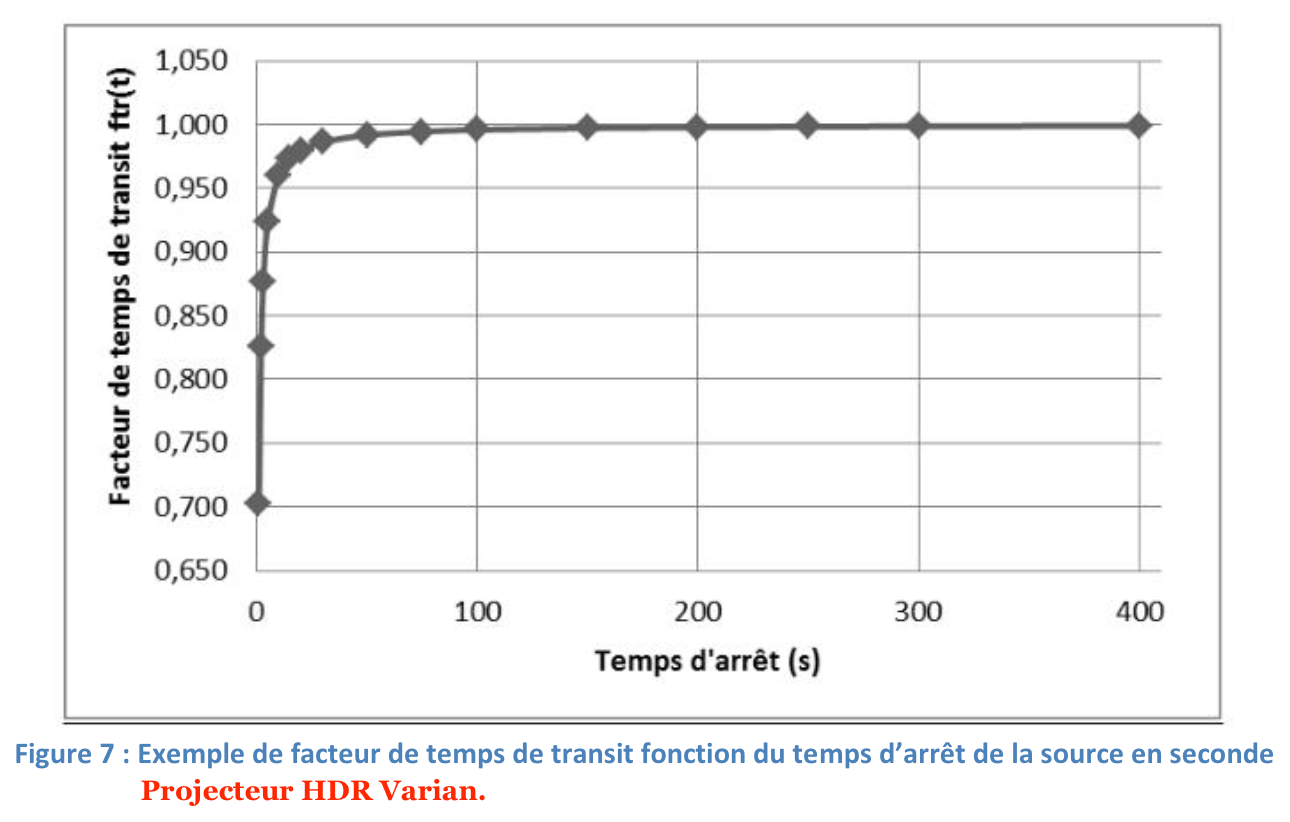 1,050
1,000
0,950
0,900
0,850
0,800
0,750
0,700
0,650
Facteur de temps de transit ftr(t)
0 100 200 300 400
Temps d'arrêt (s)
Figure 7 : Exemple de facteur de temps de transit fonction du temps d’arrêt de la source en seconde
Projecteur HDR Varian.